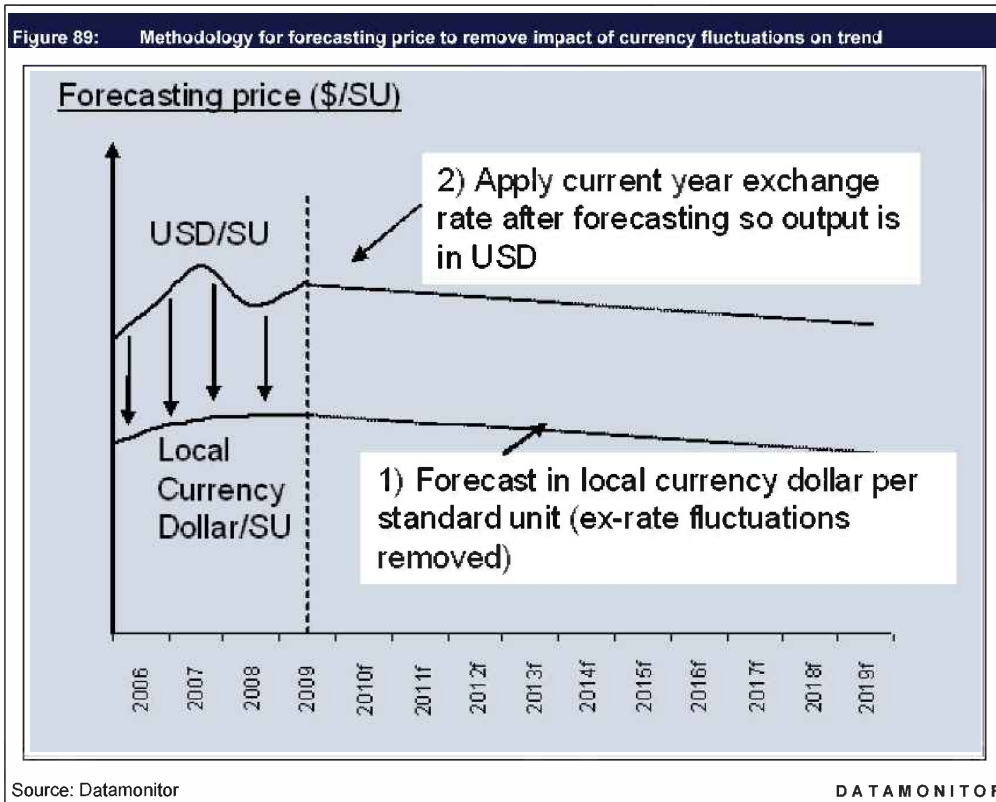 Figure 89: Methodology for forecasting price to remove impact of currency fluctuations on trend
Forecasting price ($/SU)
2) Apply current year exchange
rate after forecasting so output is
in USD
USD/SU
Local
Currency
Dollar/SU
1) Forecast in local currency dollar per
standard unit (ex-rate fluctuations
removed)
2006
2007
2008
2009
2010f
2011f
2012f
2013f
2014f
2015f
2016f
2017f
2018f
2019f
Source: Datamonitor
DATAMONITOR